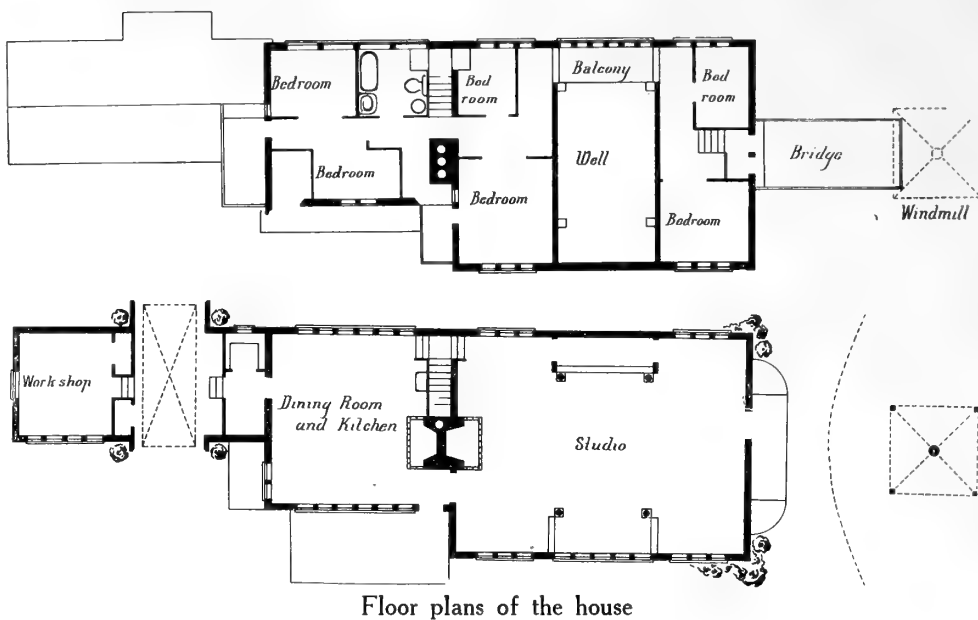 Bedroom
Bed
room
Balcony
Bed
room
Bedroom
Well
Bridge
Bedroom
Bedroom
Windmill
Work shop
Dining Room
and Kitchen
Studio
Floor plans of the house